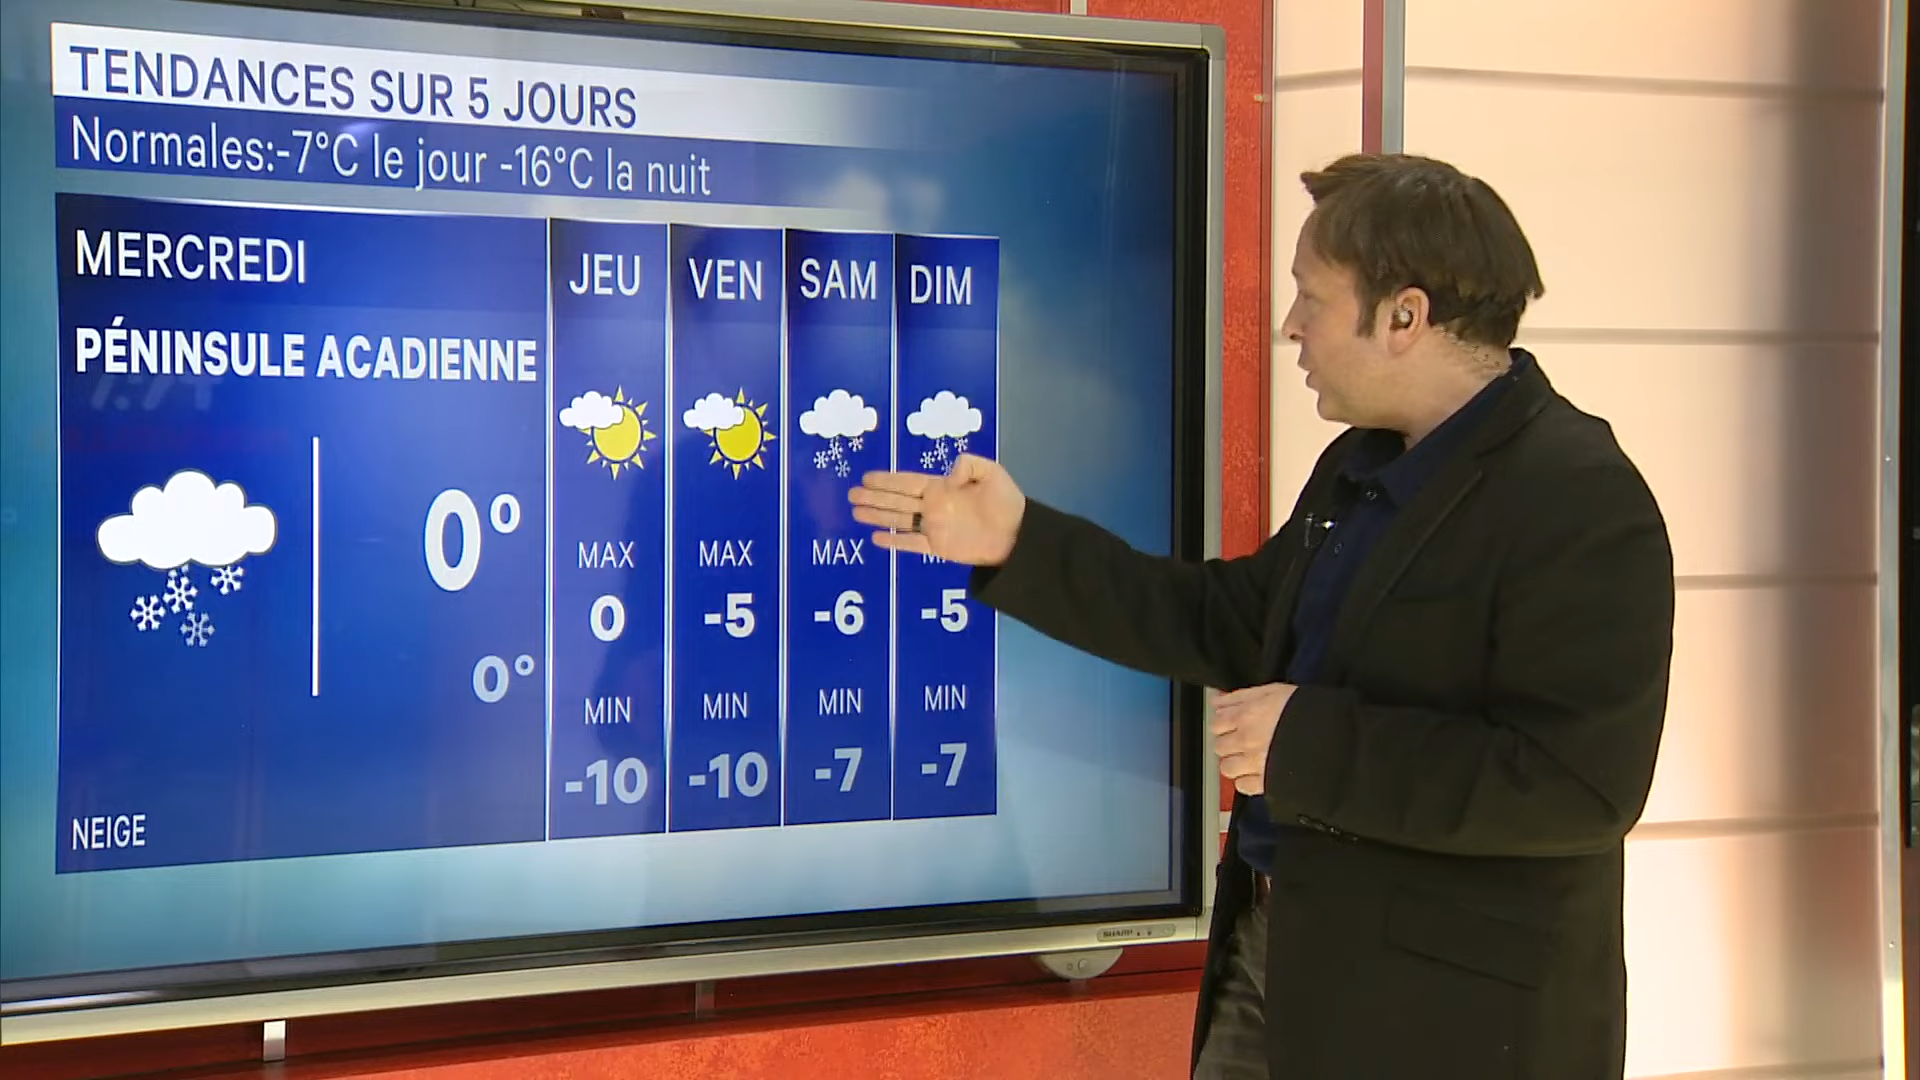 TENDANCES SUR 5 JOURS
Normales:-7°C le jour -16°C la nuit
MERCREDI
PÉNINSULE ACADIENNE
0°
0°
NEIGE
JEU
MAX
0
MIN
-10
VEN
MAX
-5
MIN
-10
SAM
MAX
-6
MIN
-7
DIM
-5
MIN
-7
SHARP